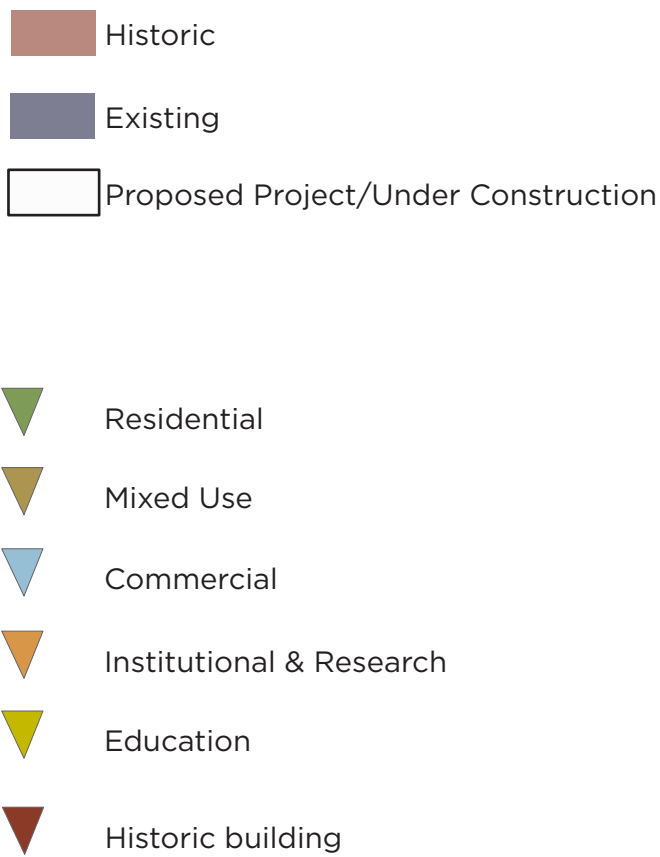 Historic
Existing
Proposed Project/Under Construction
Residential
Mixed Use
Commercial
Institutional & Research
Education
Historic building